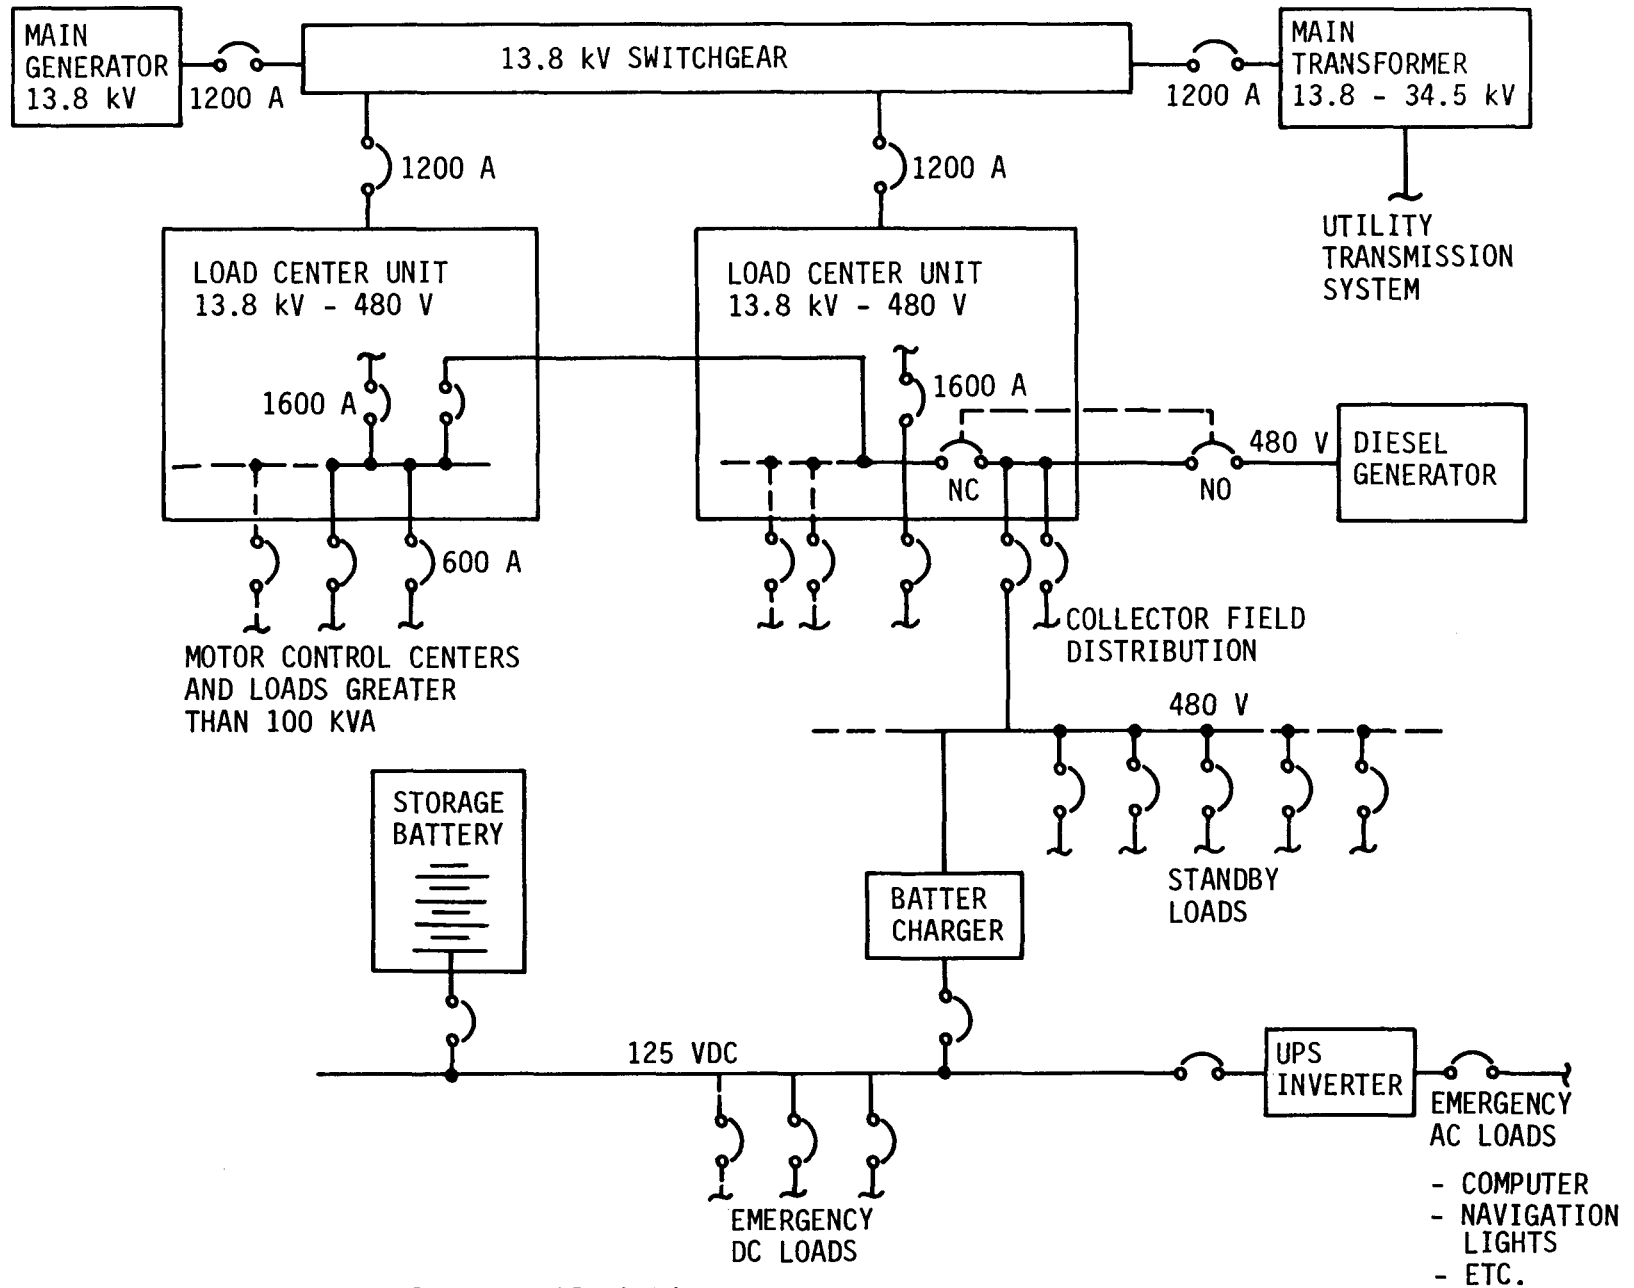 MAIN
GENERATOR
13.8 kV
1200 A
13.8 kV SWITCHGEAR
1200 A
MAIN
TRANSFORMER
13.8 - 34.5 kV
1200 A
1200 A
UTILITY
TRANSMISSION
SYSTEM
LOAD CENTER UNIT
13.8 kV - 480 V
1600 A
LOAD CENTER UNIT
13.8 kV - 480 V
1600 A
NC
NO
480 V
DIESEL
GENERATOR
600 A
MOTOR CONTROL CENTERS
AND LOADS GREATER
THAN 100 KVA
COLLECTOR FIELD
DISTRIBUTION
480 V
STANDBY
LOADS
STORAGE
BATTERY
BATTER
CHARGER
125 VDC
UPS
INVERTER
EMERGENCY
AC LOADS
- COMPUTER
- NAVIGATION
LIGHTS
- ETC.
EMERGENCY
DC LOADS